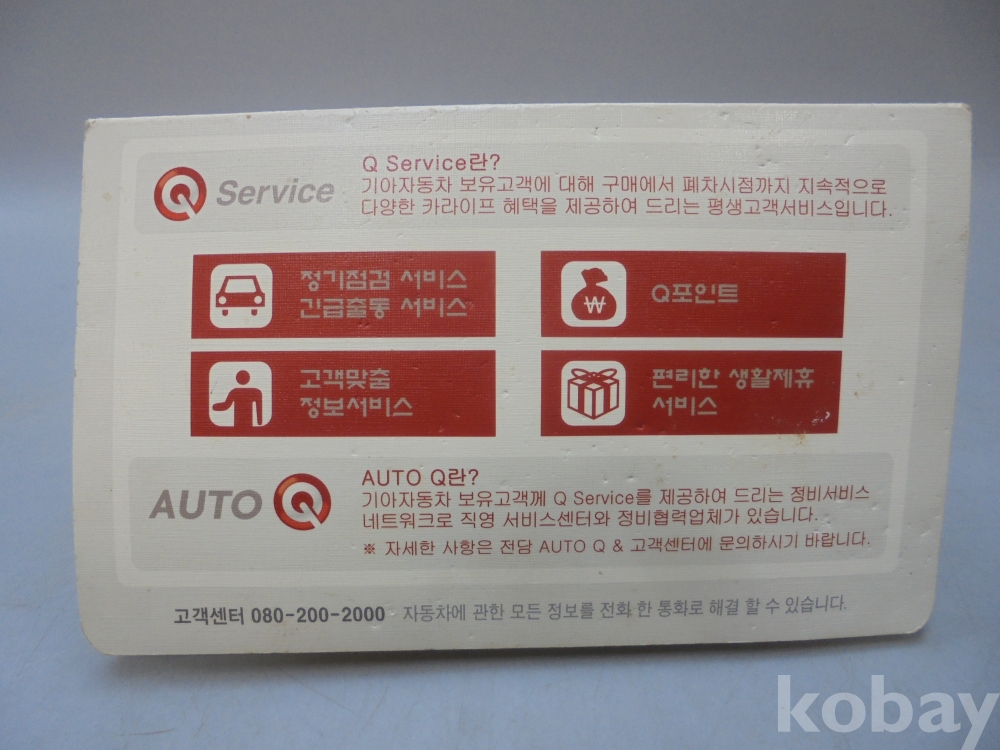 Q Service
Q Service란?
기아자동차 보유고객에 대해 구매에서 폐차시점까지 지속적으로
다양한 카라이프 혜택을 제공하여 드리는 평생고객서비스입니다.
정기점검 서비스
긴급출동 서비스
₩
Q포인트
고객맞춤
정보서비스
편리한 생활제휴
서비스
AUTO Q
AUTO Q란?
기아자동차 보유고객께 Q Service를 제공하여 드리는 정비서비스
네트워크로 직영 서비스센터와 정비협력업체가 있습니다.
※ 자세한 사항은 전담 AUTO Q & 고객센터에 문의하시기 바랍니다.
고객센터 080-200-2000 자동차에 관한 모든 정보를 전화 한 통화로 해결 할 수 있습니다.
kobay